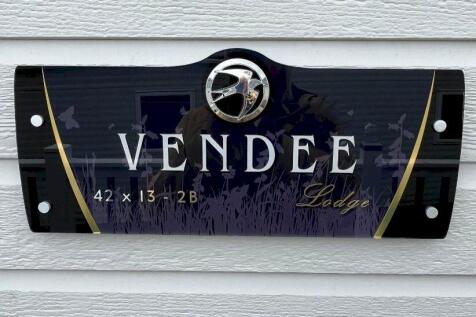 VENDEE
42 x 13 - 2B Lodge